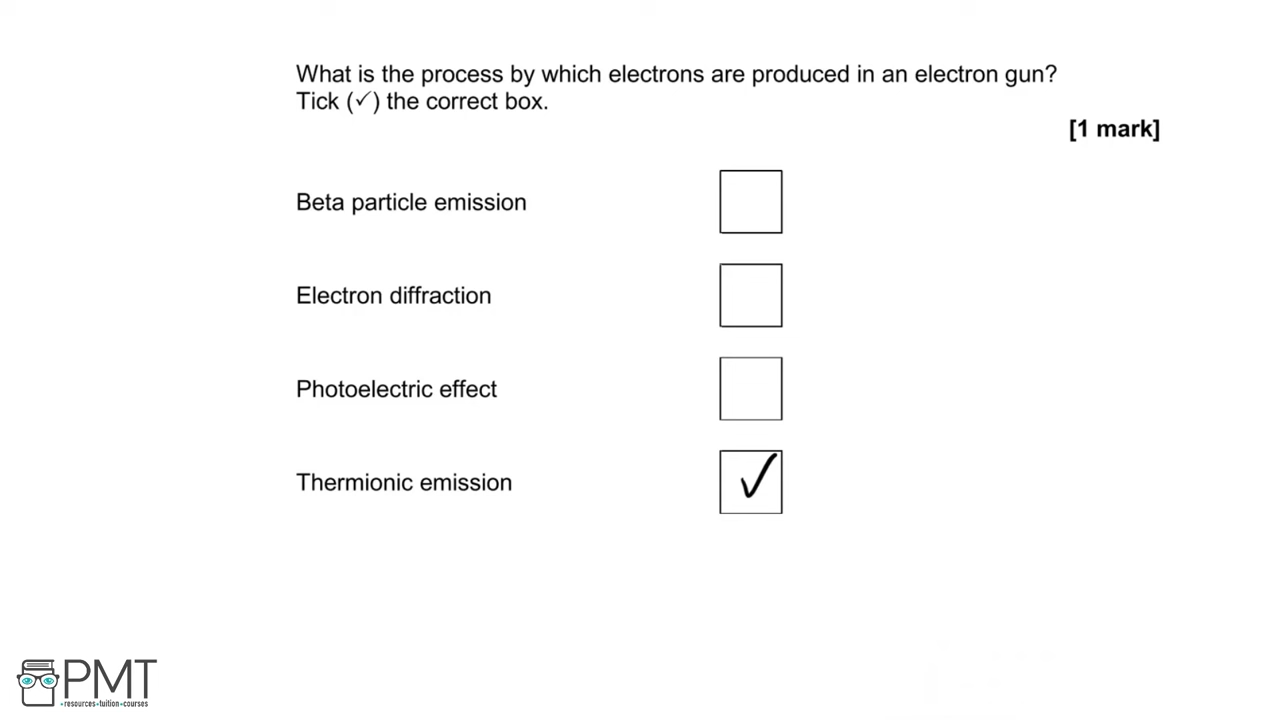 What is the process by which electrons are produced in an electron gun?
Tick (✓) the correct box.
[1 mark]
Beta particle emission
Electron diffraction
Photoelectric effect
Thermionic emission ✓
PMT
•resources•tuition•courses